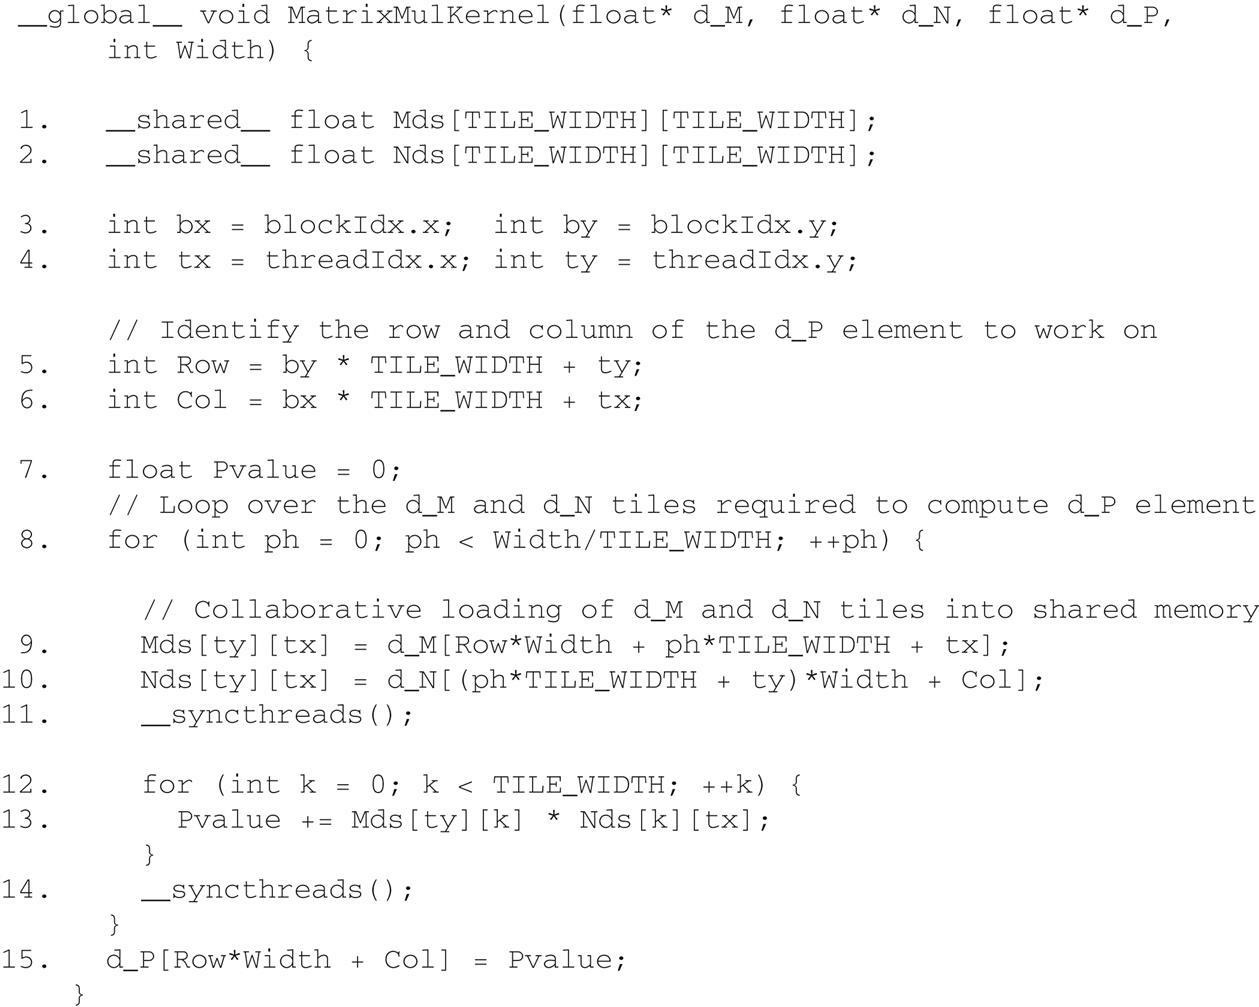 __global__ void MatrixMulKernel(float* d_M, float* d_N, float* d_P,
int Width) {
1. __shared__ float Mds[TILE_WIDTH][TILE_WIDTH];
2. __shared__ float Nds[TILE_WIDTH][TILE_WIDTH];
3. int bx = blockIdx.x; int by = blockIdx.y;
4. int tx = threadIdx.x; int ty = threadIdx.y;
// Identify the row and column of the d_P element to work on
5. int Row = by * TILE_WIDTH + ty;
6. int Col = bx * TILE_WIDTH + tx;
7. float Pvalue = 0;
// Loop over the d_M and d_N tiles required to compute d_P element
8. for (int ph = 0; ph < Width/TILE_WIDTH; ++ph) {
// Collaborative loading of d_M and d_N tiles into shared memory
9. Mds[ty][tx] = d_M[Row*Width + ph*TILE_WIDTH + tx];
10. Nds[ty][tx] = d_N[(ph*TILE_WIDTH + ty)*Width + Col];
11. __syncthreads();
12. for (int k = 0; k < TILE_WIDTH; ++k) {
13. Pvalue += Mds[ty][k] * Nds[k][tx];
}
14. __syncthreads();
}
15. d_P[Row*Width + Col] = Pvalue;
}